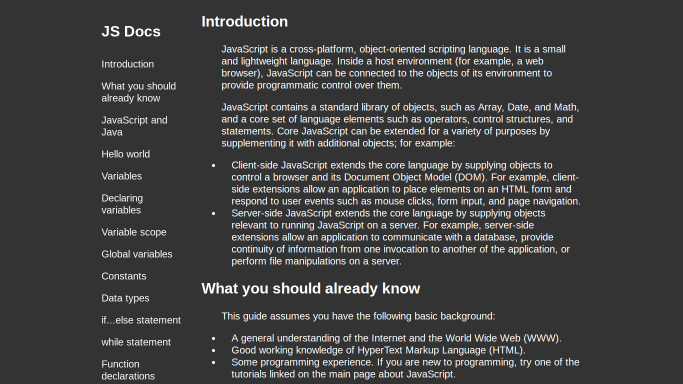 JS Docs
Introduction
What you should
already know
JavaScript and
Java
Hello world
Variables
Declaring
variables
Variable scope
Global variables
Constants
Data types
if...else statement
while statement
Function
declarations
Introduction
JavaScript is a cross-platform, object-oriented scripting language. It is a small
and lightweight language. Inside a host environment (for example, a web
browser), JavaScript can be connected to the objects of its environment to
provide programmatic control over them.
JavaScript contains a standard library of objects, such as Array, Date, and Math,
and a core set of language elements such as operators, control structures, and
statements. Core JavaScript can be extended for a variety of purposes by
supplementing it with additional objects; for example:
• Client-side JavaScript extends the core language by supplying objects to
control a browser and its Document Object Model (DOM). For example, client-
side extensions allow an application to place elements on an HTML form and
respond to user events such as mouse clicks, form input, and page navigation.
• Server-side JavaScript extends the core language by supplying objects
relevant to running JavaScript on a server. For example, server-side
extensions allow an application to communicate with a database, provide
continuity of information from one invocation to another of the application, or
perform file manipulations on a server.
What you should already know
This guide assumes you have the following basic background:
• A general understanding of the Internet and the World Wide Web (WWW).
• Good working knowledge of HyperText Markup Language (HTML).
• Some programming experience. If you are new to programming, try one of the
tutorials linked on the main page about JavaScript.